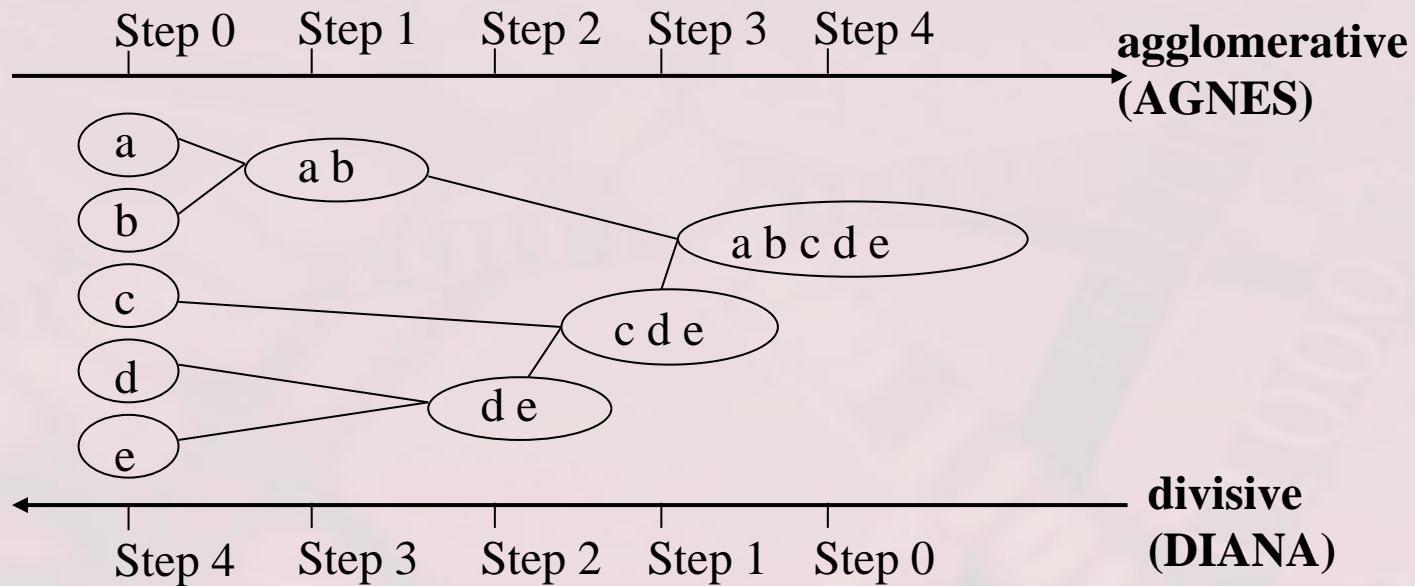 Step 0 Step 1 Step 2 Step 3 Step 4
agglomerative
(AGNES)
a
a b
b
a b c d e
c
c d e
d
d e
e
divisive
(DIANA)
Step 4 Step 3 Step 2 Step 1 Step 0